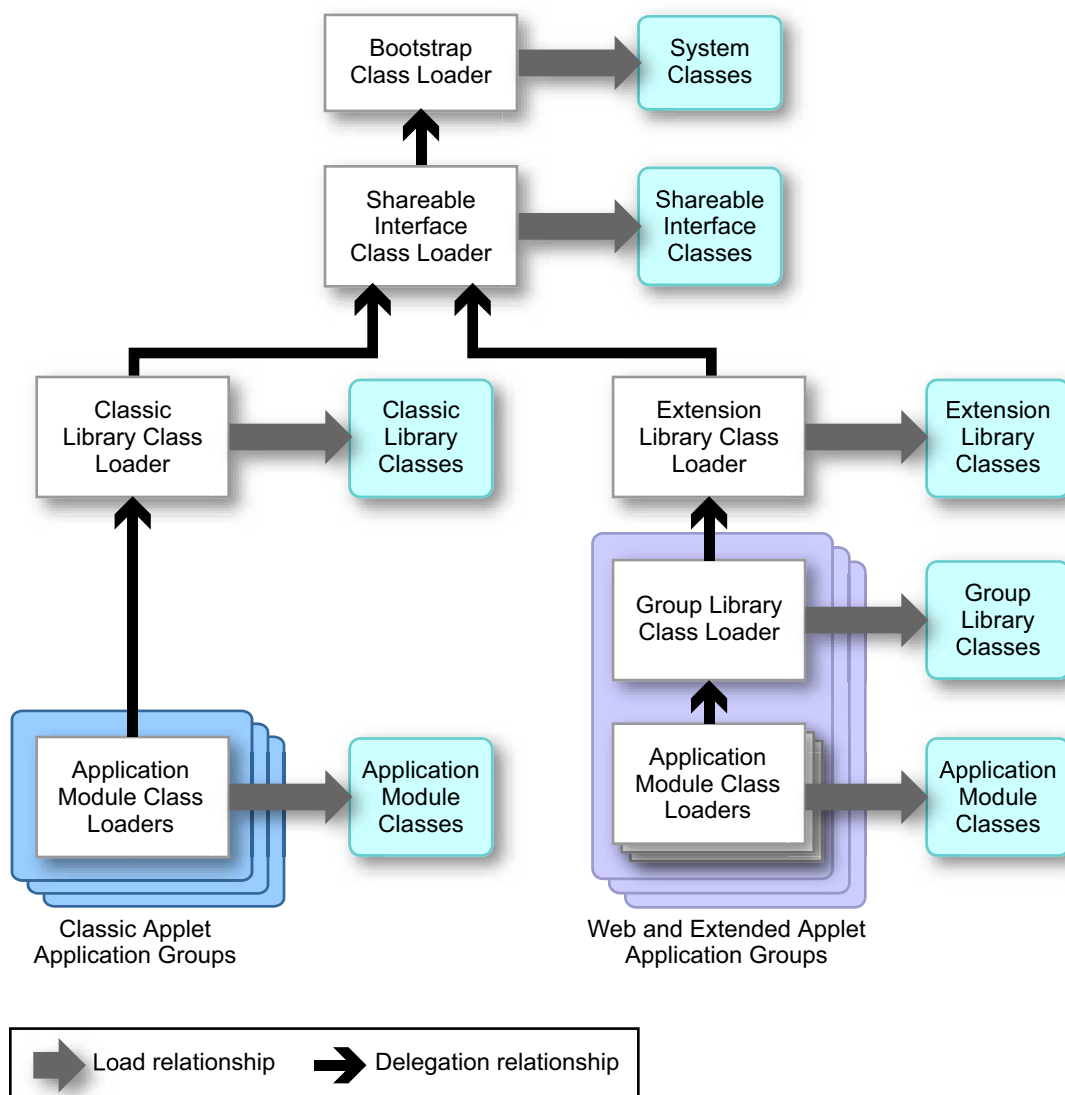 Bootstrap
Class Loader
System
Classes
Shareable
Interface
Class Loader
Shareable
Interface
Classes
Classic
Library Class
Loader
Classic
Library
Classes
Extension
Library Class
Loader
Extension
Library
Classes
Group Library
Class Loader
Group
Library
Classes
Application
Module Class
Loaders
Application
Module
Classes
Application
Module Class
Loaders
Application
Module
Classes
Classic Applet
Application Groups
Web and Extended Applet
Application Groups
Load relationship
Delegation relationship